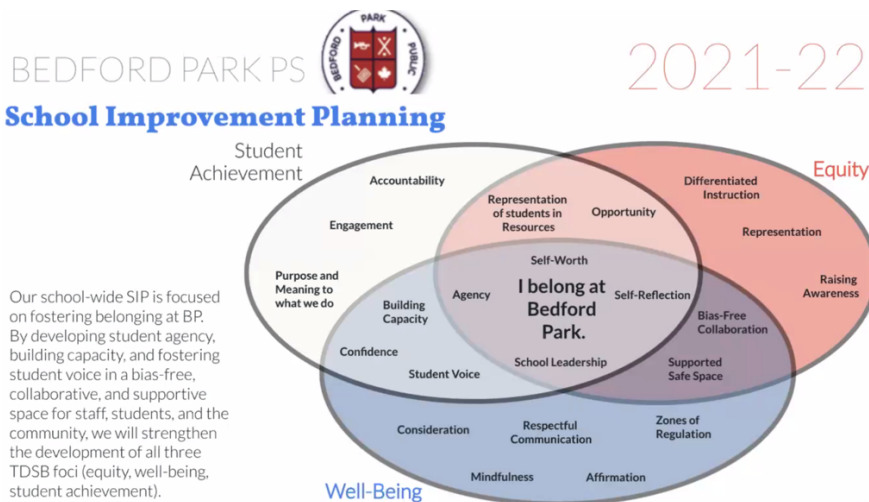 BEDFORD PARK PS
BEDFORD PARK PUBLIC
2021-22
School Improvement Planning
Student
Achievement
Equity
Accountability
Engagement
Purpose and
Meaning to
what we do
Representation
of students in
Resources
Opportunity
Differentiated
Instruction
Representation
Raising
Awareness
Self-Worth
I belong at
Bedford
Park.
Agency
Self-Reflection
School Leadership
Building
Capacity
Confidence
Student Voice
Bias-Free
Collaboration
Supported
Safe Space
Consideration
Respectful
Communication
Zones of
Regulation
Mindfulness
Affirmation
Well-Being
Our school-wide SIP is focused
on fostering belonging at BP.
By developing student agency,
building capacity, and fostering
student voice in a bias-free,
collaborative, and supportive
space for staff, students, and the
community, we will strengthen
the development of all three
TDSB foci (equity, well-being,
student achievement).